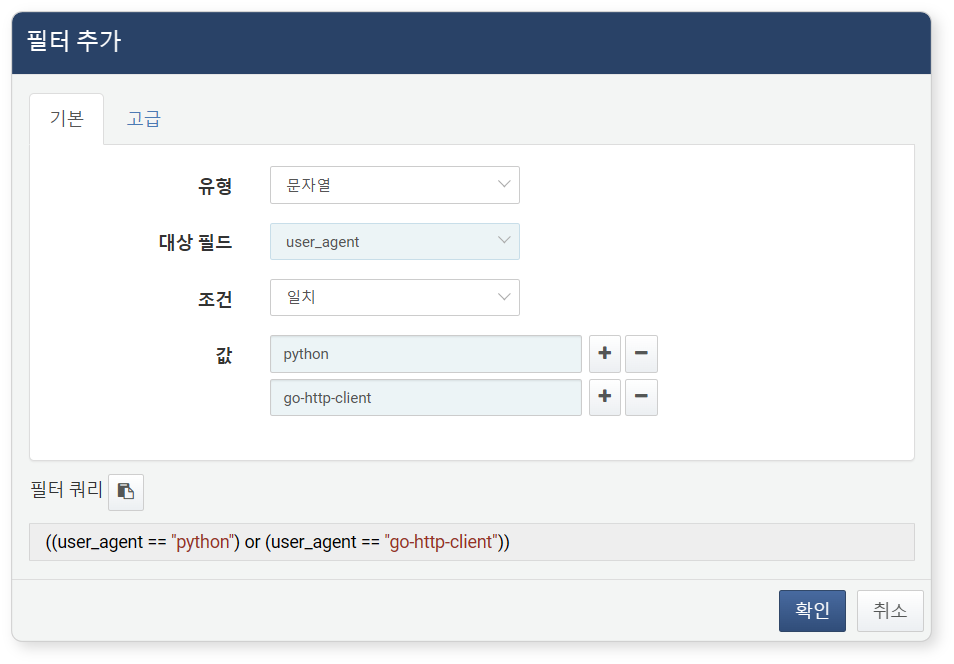 필터 추가
기본 고급
유형 문자열
대상 필드 user_agent
조건 일치
값 python
go-http-client
필터 쿼리
((user_agent == "python") or (user_agent == "go-http-client"))
확인 취소